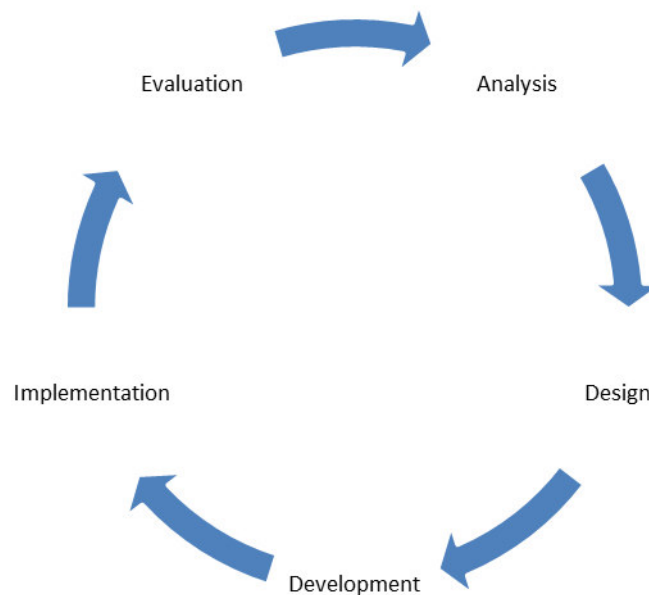 Evaluation
Analysis
Implementation
Design
Development